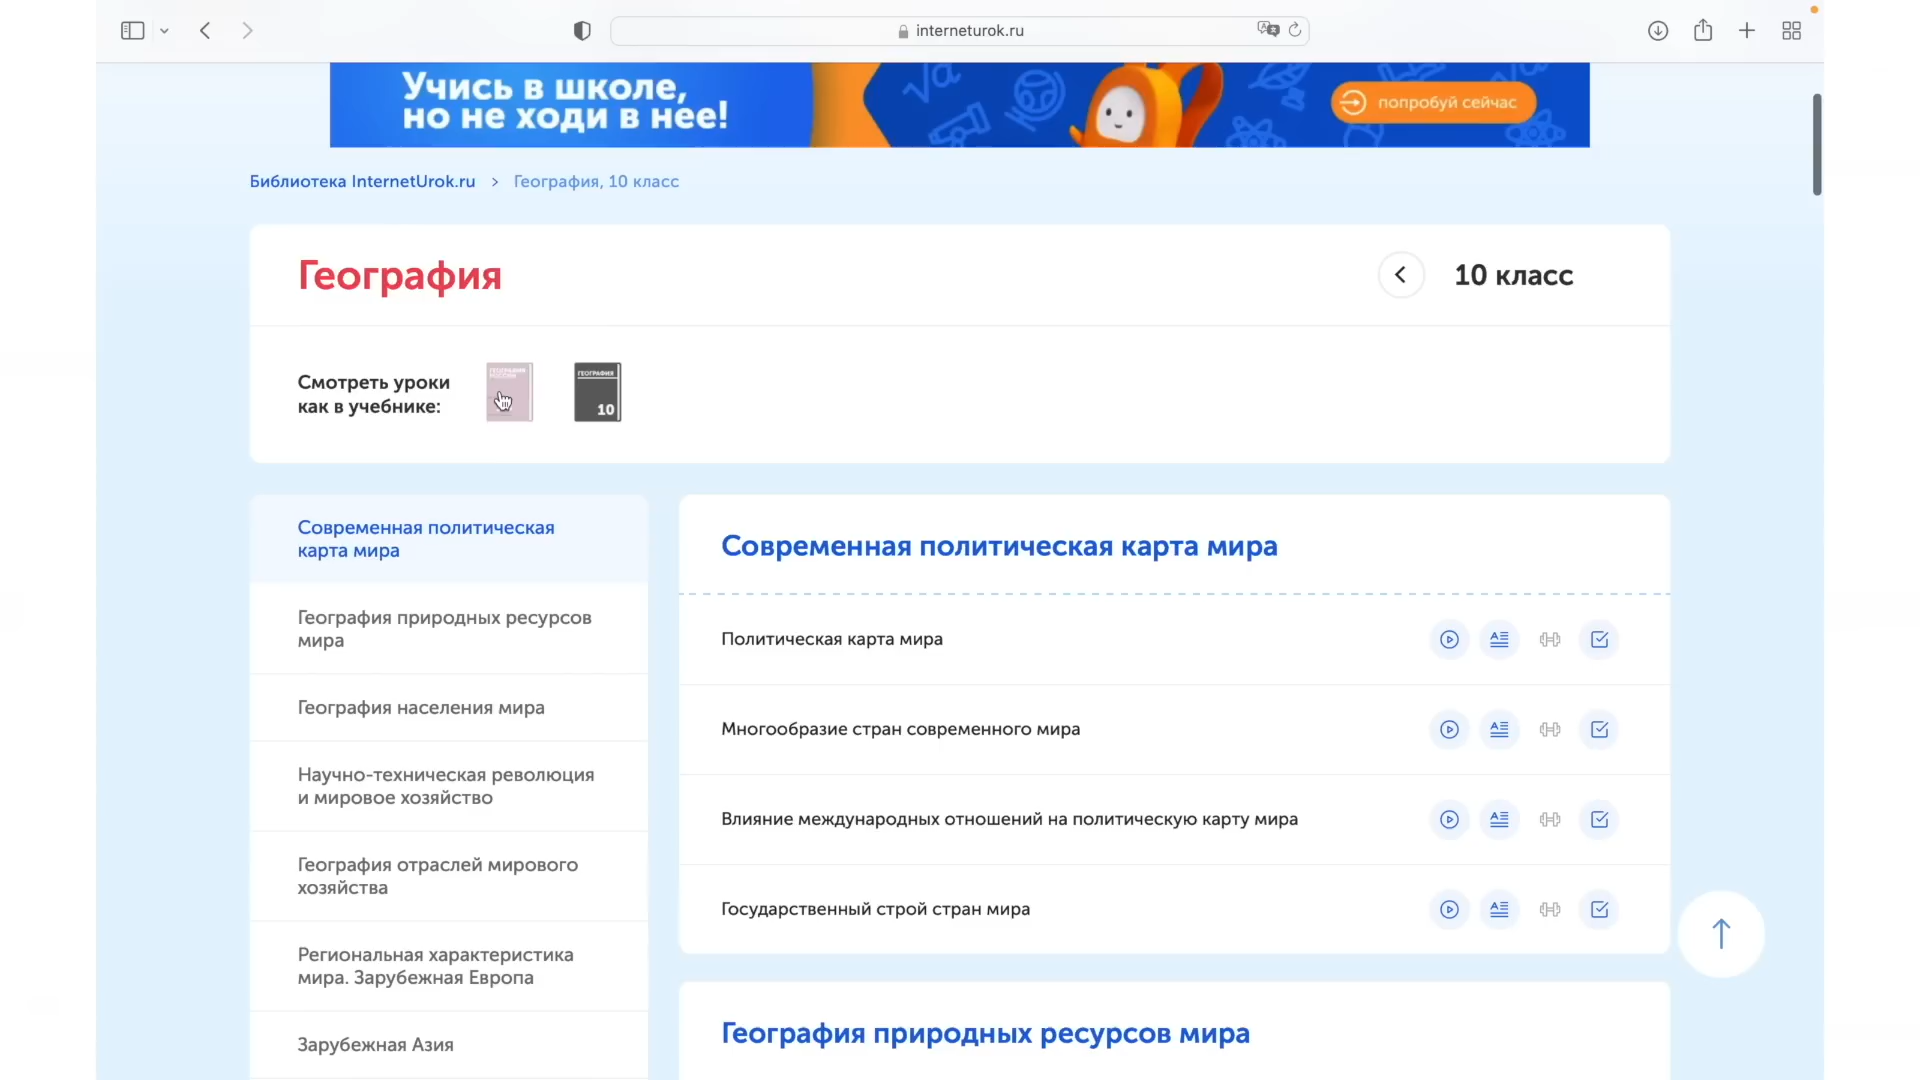 interneturok.ru
Учись в школе,
но не ходи в нее!
попробуй сейчас
Библиотека InternetUrok.ru > География, 10 класс
География
10 класс
Смотреть уроки
как в учебнике:
ГЕОГРАФИЯ
РОССИИ
ГЕОГРАФИЯ
10
Современная политическая
карта мира
География природных ресурсов
мира
География населения мира
Научно-техническая революция
и мировое хозяйство
География отраслей мирового
хозяйства
Региональная характеристика
мира. Зарубежная Европа
Зарубежная Азия
Современная политическая карта мира
Политическая карта мира
Многообразие стран современного мира
Влияние международных отношений на политическую карту мира
Государственный строй стран мира
География природных ресурсов мира